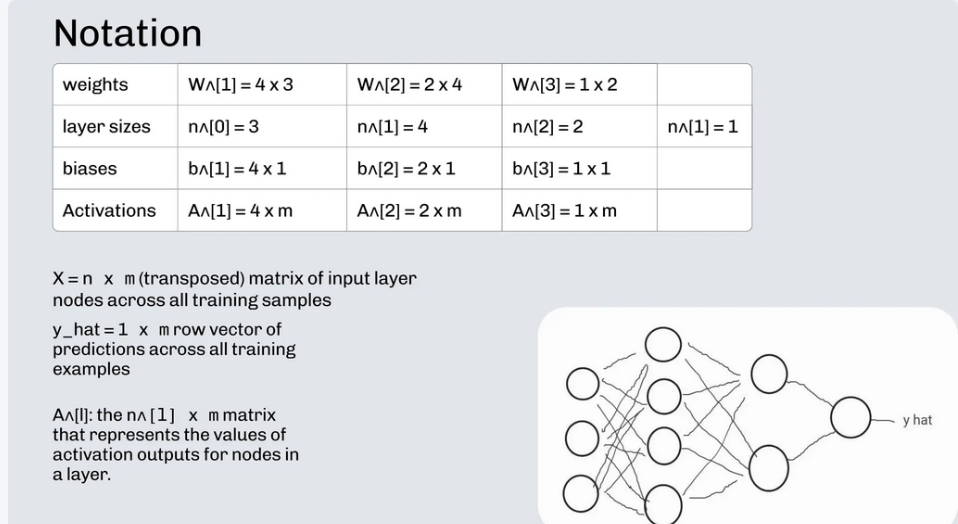 Notation
weights W^[1] = 4 x 3 W^[2] = 2 x 4 W^[3] = 1 x 2
layer sizes n^[0] = 3 n^[1] = 4 n^[2] = 2 n^[1] = 1
biases b^[1] = 4 x 1 b^[2] = 2 x 1 b^[3] = 1 x 1
Activations A^[1] = 4 x m A^[2] = 2 x m A^[3] = 1 x m
X = n x m (transposed) matrix of input layer
nodes across all training samples
y_hat = 1 x m row vector of
predictions across all training
examples
A^[l]: the n^[l] x m matrix
that represents the values of
activation outputs for nodes in
a layer.
y hat